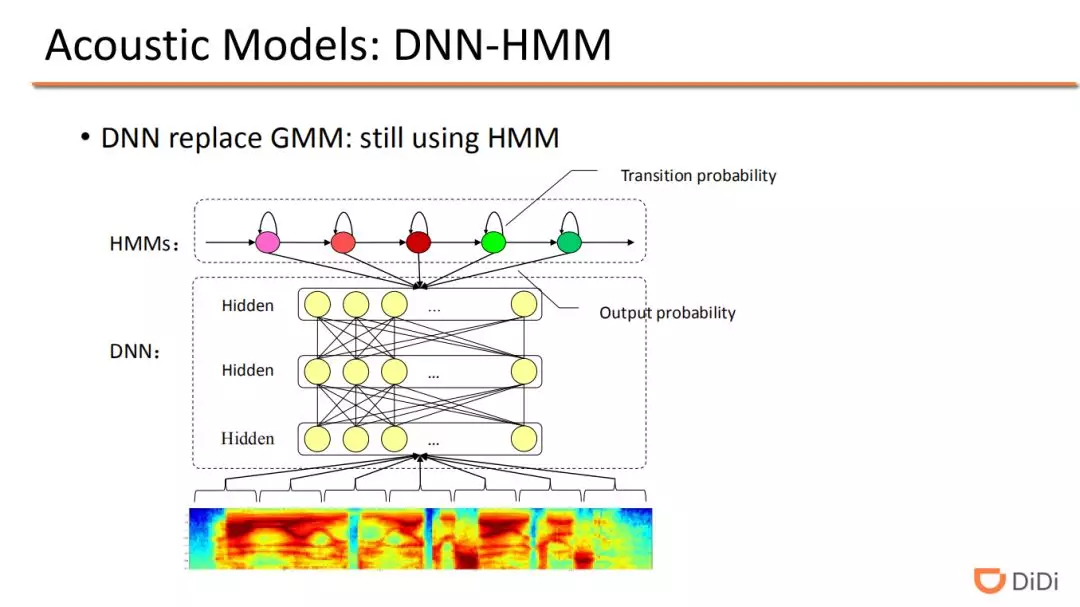 Acoustic Models: DNN-HMM
• DNN replace GMM: still using HMM
Transition probability
HMMs：
Hidden
...
Output probability
DNN：
Hidden
...
Hidden
...
DiDi